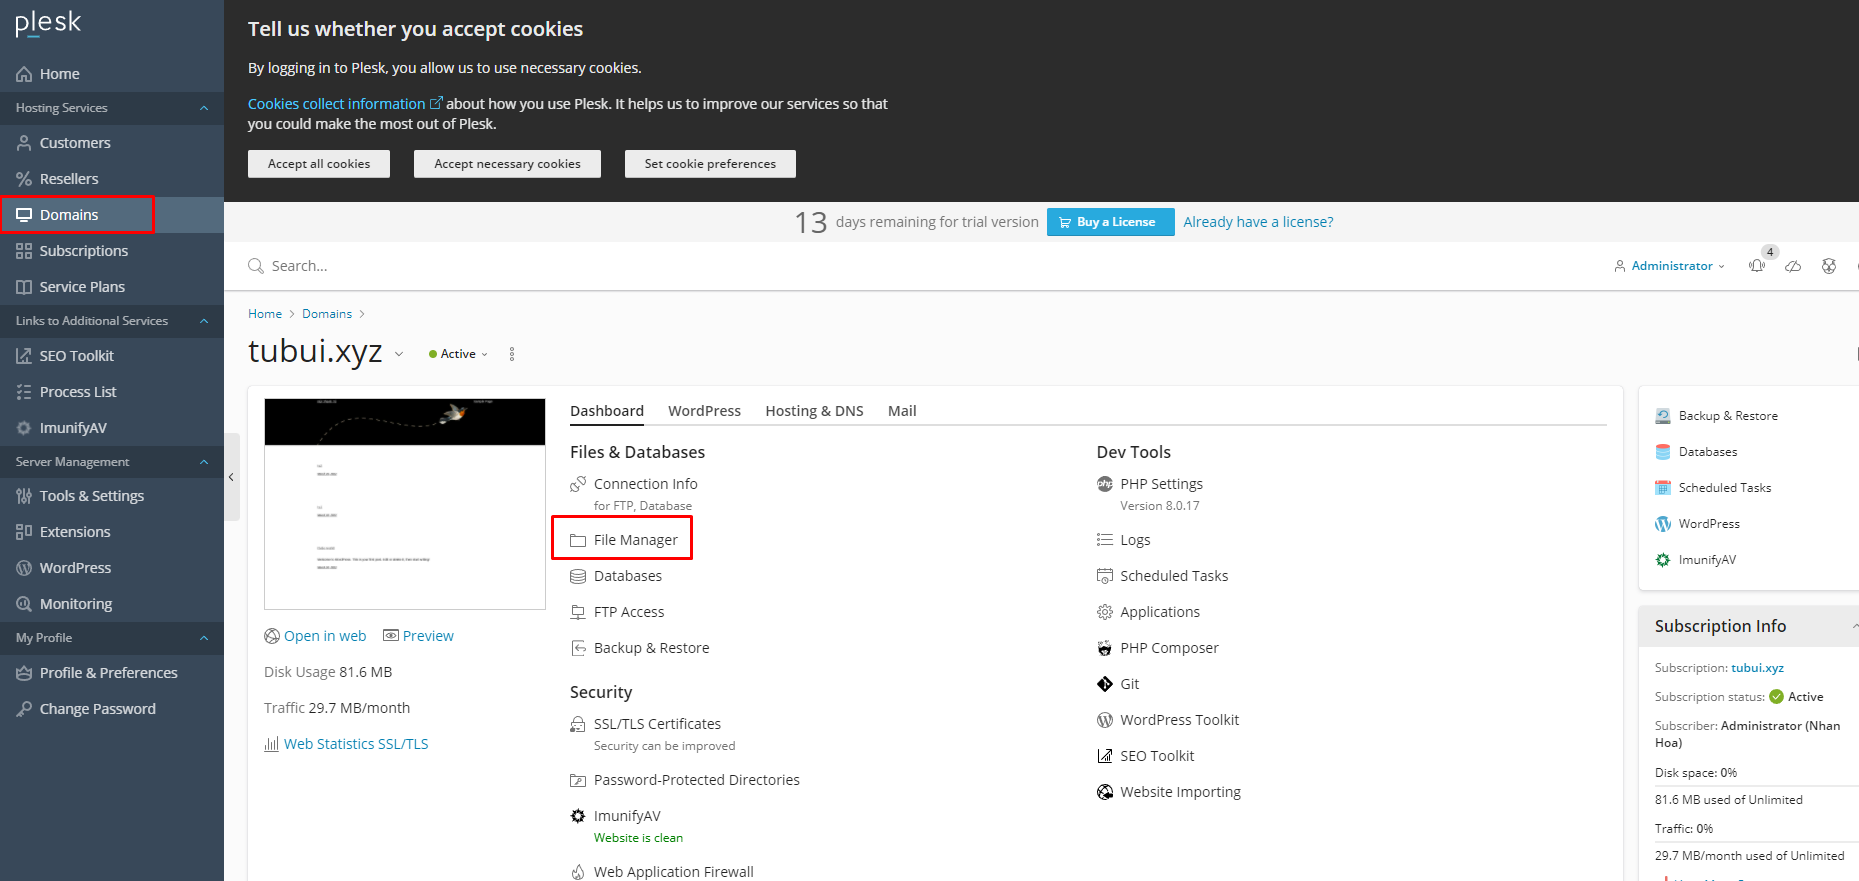 plesk
Home
Hosting Services
Customers
Resellers
Domains
Subscriptions
Service Plans
Links to Additional Services
SEO Toolkit
Process List
ImunifyAV
Server Management
Tools & Settings
Extensions
WordPress
Monitoring
My Profile
Profile & Preferences
Change Password
Tell us whether you accept cookies
By logging in to Plesk, you allow us to use necessary cookies.
Cookies collect information about how you use Plesk. It helps us to improve our services so that
you could make the most out of Plesk.
Accept all cookies
Accept necessary cookies
Set cookie preferences
13 days remaining for trial version Buy a License Already have a license?
Search...
Administrator
4
Home > Domains >
tubui.xyz
Active
Open in web
Preview
Disk Usage 81.6 MB
Traffic 29.7 MB/month
Web Statistics SSL/TLS
Dashboard
WordPress
Hosting & DNS
Mail
Files & Databases
Connection Info
for FTP, Database
File Manager
Databases
FTP Access
Backup & Restore
Security
SSL/TLS Certificates
Security can be improved
Password-Protected Directories
ImunifyAV
Website is clean
Web Application Firewall
Dev Tools
php
PHP Settings
Version 8.0.17
Logs
Scheduled Tasks
Applications
PHP Composer
Git
WordPress Toolkit
SEO Toolkit
Website Importing
Backup & Restore
Databases
Scheduled Tasks
WordPress
ImunifyAV
Subscription Info
Subscription: tubui.xyz
Subscription status: Active
Subscriber: Administrator (Nhan
Hoa)
Disk space: 0%
81.6 MB used of Unlimited
Traffic: 0%
29.7 MB/month used of Unlimited